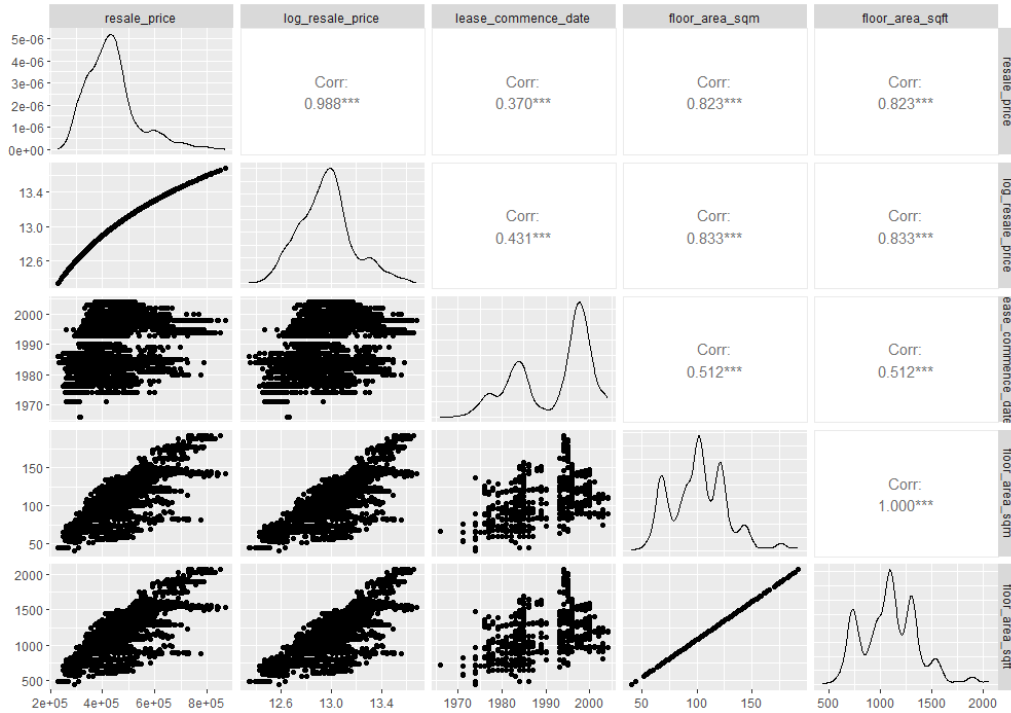 resale_price log_resale_price lease_commence_date floor_area_sqm floor_area_sqft
5e-06
4e-06
3e-06
2e-06
1e-06
0e+00
Corr:
0.988***
Corr:
0.370***
Corr:
0.823***
Corr:
0.823***
resale_price
13.4
13.0
12.6
Corr:
0.431***
Corr:
0.833***
Corr:
0.833***
log_resale_price
2000
1990
1980
1970
Corr:
0.512***
Corr:
0.512***
ease_commence_date
150
100
50
Corr:
1.000***
floor_area_sqm
2000
1500
1000
500
floor_area_sqft
2e+05 4e+05 6e+05 8e+05 12.6 13.0 13.4 1970 1980 1990 2000 50 100 150 500 1000 1500 2000